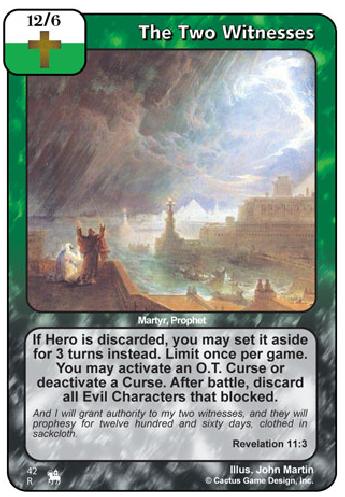 12/6
The Two Witnesses
Martyr, Prophet
If Hero is discarded, you may set it aside
for 3 turns instead. Limit once per game.
You may activate an O.T. Curse or
deactivate a Curse. After battle, discard
all Evil Characters that blocked.
And I will grant authority to my two witnesses, and they will
prophesy for twelve hundred and sixty days, clothed in
sackcloth.
Revelation 11:3
42
R
Illus. John Martin
© Cactus Game Design, Inc.